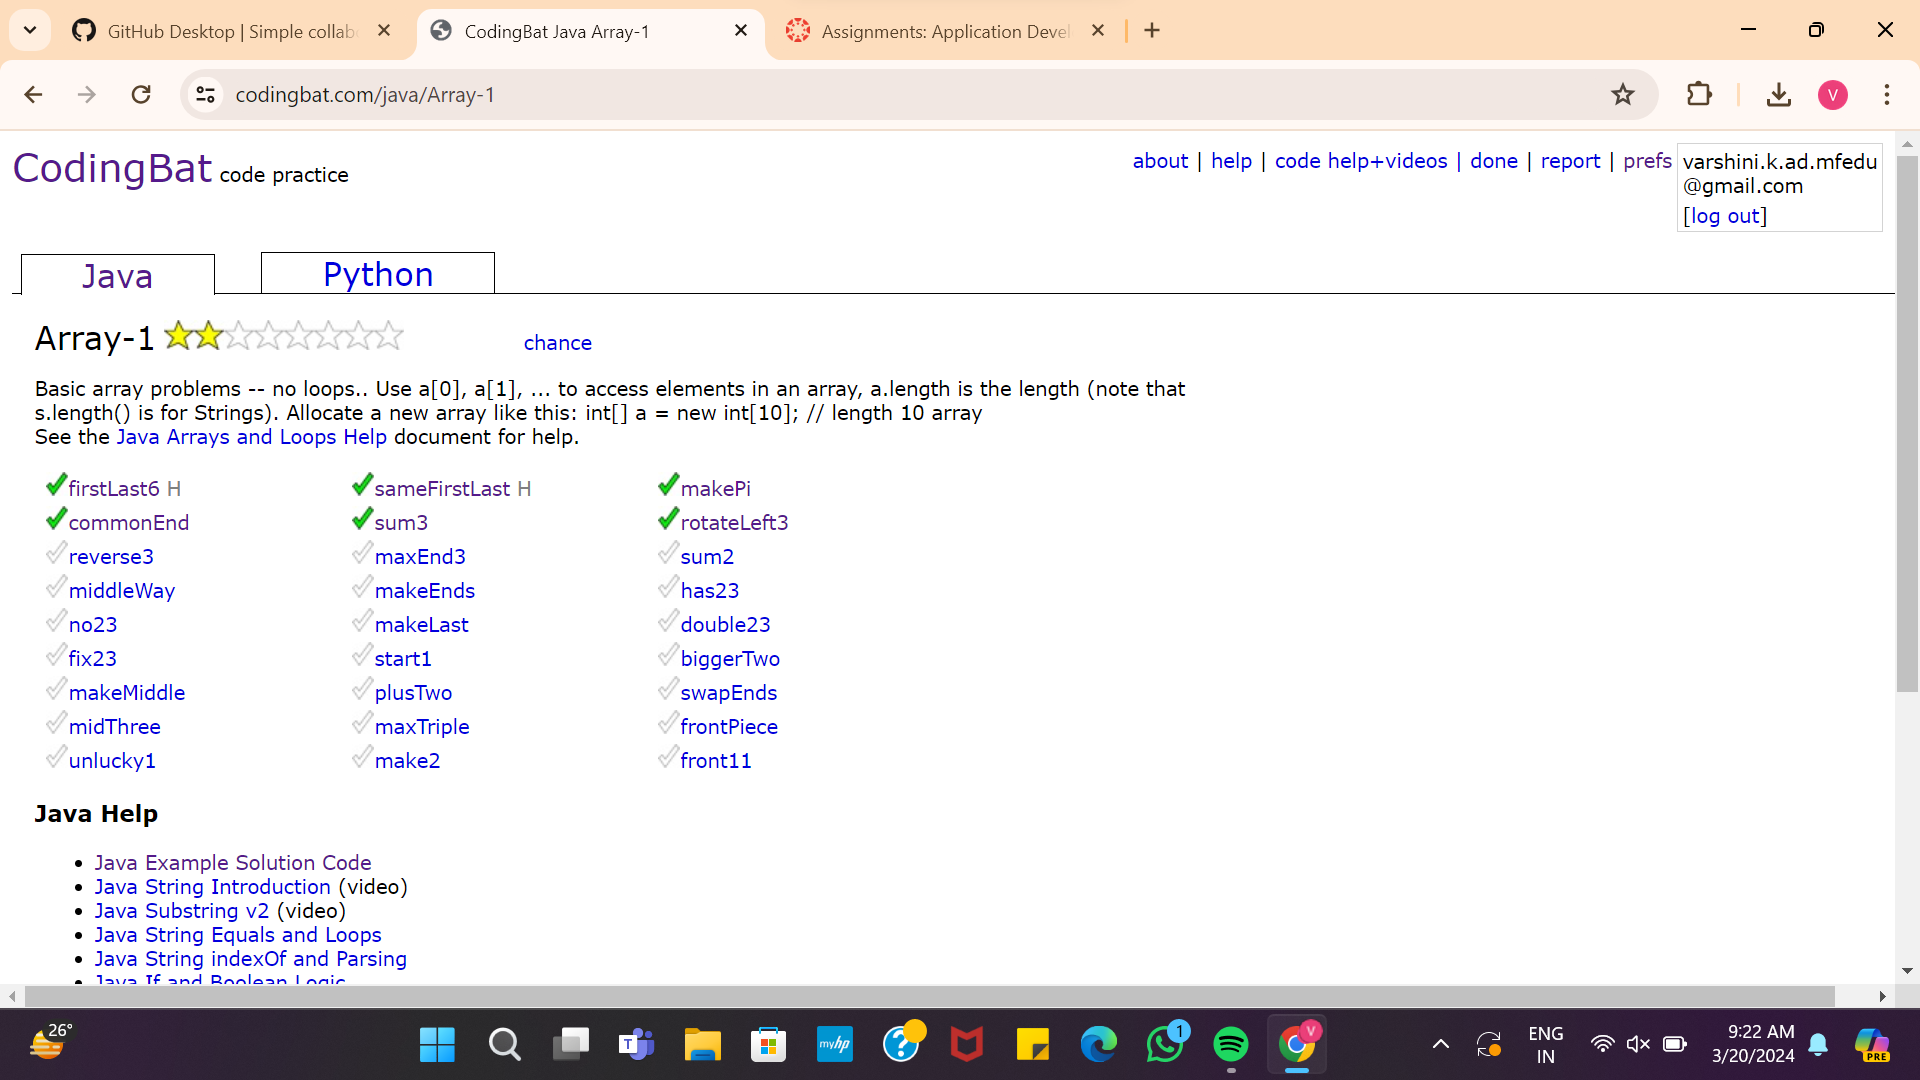 GitHub Desktop | Simple collab
CodingBat Java Array-1
Assignments: Application Devel
codingbat.com/java/Array-1
V
CodingBat code practice
about | help | code help+videos | done | report | prefs
varshini.k.ad.mfedu
@gmail.com
[log out]
Java
Python
Array-1
chance
Basic array problems -- no loops.. Use a[0], a[1], ... to access elements in an array, a.length is the length (note that
s.length() is for Strings). Allocate a new array like this: int[] a = new int[10]; // length 10 array
See the Java Arrays and Loops Help document for help.
firstLast6 H sameFirstLast H makePi
commonEnd sum3 rotateLeft3
reverse3 maxEnd3 sum2
middleWay makeEnds has23
no23 makeLast double23
fix23 start1 biggerTwo
makeMiddle plusTwo swapEnds
midThree maxTriple frontPiece
unlucky1 make2 front11
Java Help
• Java Example Solution Code
• Java String Introduction (video)
• Java Substring v2 (video)
• Java String Equals and Loops
• Java String indexOf and Parsing
• Java If and Boolean Logic
26°
T
myhp
?
1
V
ENG
IN
9:22 AM
3/20/2024
PRE